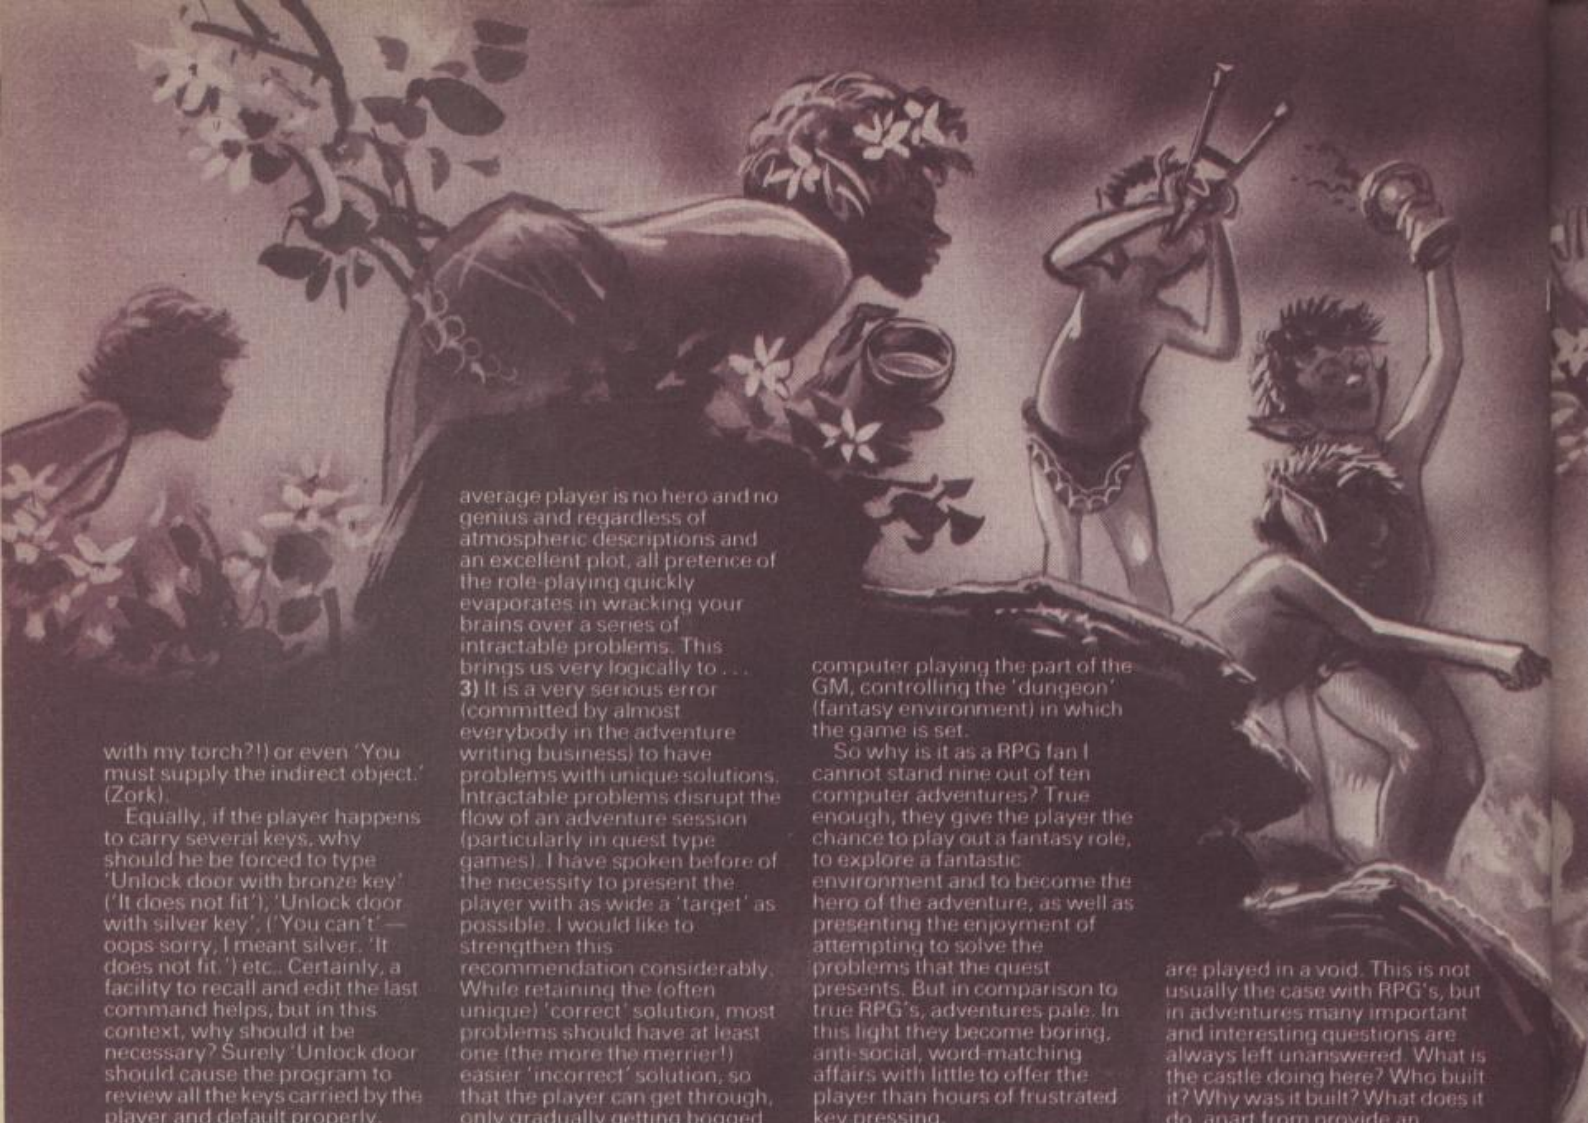 with my torch?!) or even 'You
must supply the indirect object.'
(Zork).
Equally, if the player happens
to carry several keys, why
should he be forced to type
'Unlock door with bronze key'
('It does not fit'), 'Unlock door
with silver key', ('You can't' —
oops sorry, I meant silver. 'It
does not fit.') etc.. Certainly, a
facility to recall and edit the last
command helps, but in this
context, why should it be
necessary? Surely 'Unlock door
should cause the program to
review all the keys carried by the
player and default properly.
average player is no hero and no
genius and regardless of
atmospheric descriptions and
an excellent plot, all pretence of
the role-playing quickly
evaporates in wracking your
brains over a series of
intractable problems. This
brings us very logically to . . .
3) It is a very serious error
(committed by almost
everybody in the adventure
writing business) to have
problems with unique solutions.
Intractable problems disrupt the
flow of an adventure session
(particularly in quest type
games). I have spoken before of
the necessity to present the
player with as wide a 'target' as
possible. I would like to
strengthen this
recommendation considerably.
While retaining the (often
unique) 'correct' solution, most
problems should have at least
one (the more the merrier!)
easier 'incorrect' solution, so
that the player can get through,
only gradually getting bogged
computer playing the part of the
GM, controlling the 'dungeon'
(fantasy environment) in which
the game is set.
So why is it as a RPG fan I
cannot stand nine out of ten
computer adventures? True
enough, they give the player the
chance to play out a fantasy role,
to explore a fantastic
environment and to become the
hero of the adventure, as well as
presenting the enjoyment of
attempting to solve the
problems that the quest
presents. But in comparison to
true RPG's, adventures pale. In
this light they become boring,
anti-social, word-matching
affairs with little to offer the
player than hours of frustrated
key pressing.
are played in a void. This is not
usually the case with RPG's, but
in adventures many important
and interesting questions are
always left unanswered. What is
the castle doing here? Who built
it? Why was it built? What does it
do, apart from provide an